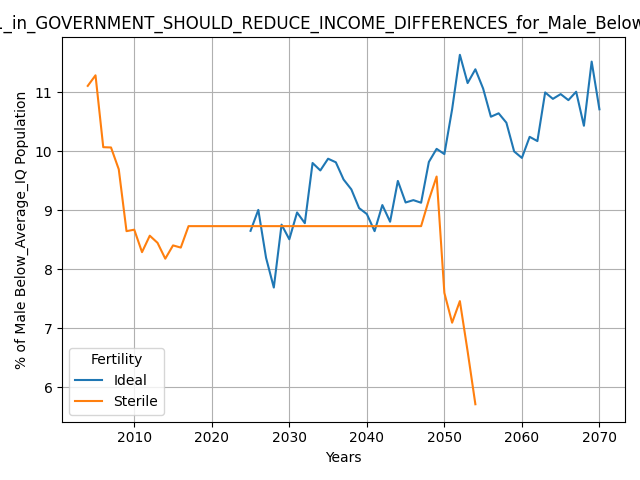 _in_GOVERNMENT_SHOULD_REDUCE_INCOME_DIFFERENCES_for_Male_Below
% of Male Below_Average_IQ Population
11
10
9
8
7
6
Fertility
Ideal
Sterile
2010 2020 2030 2040 2050 2060 2070
Years